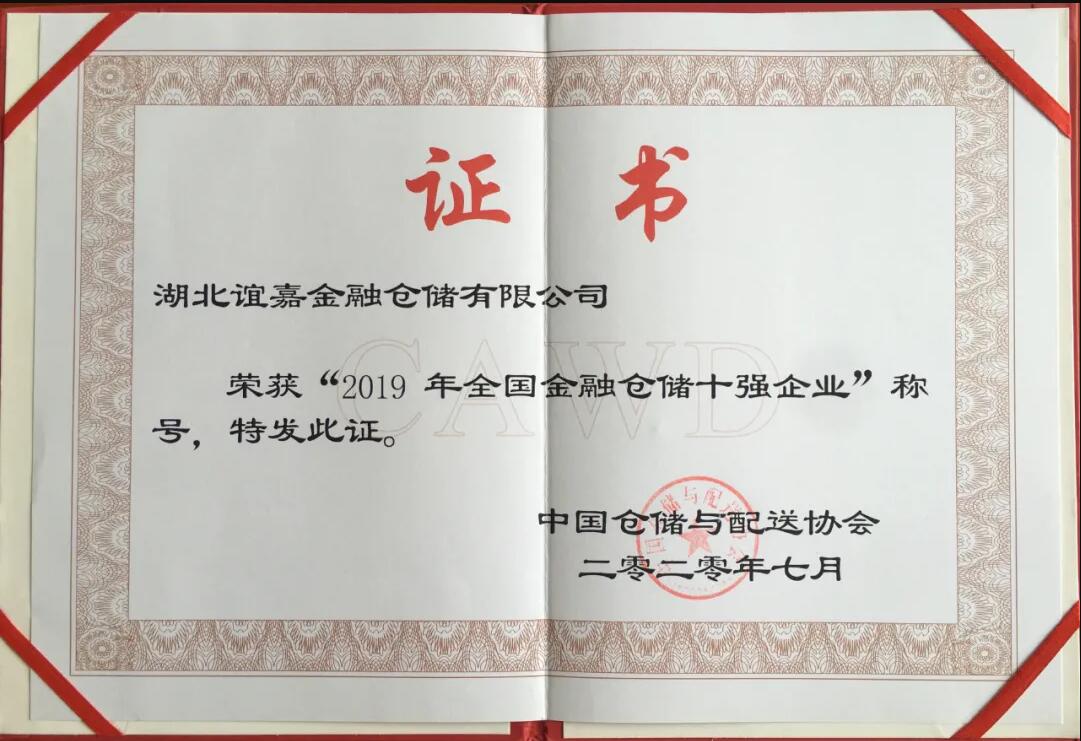 证书
湖北谊嘉金融仓储有限公司
荣获“2019 年全国金融仓储十强企业”称
号，特发此证。
CAWD
中国仓储与配送协会
二零二零年七月